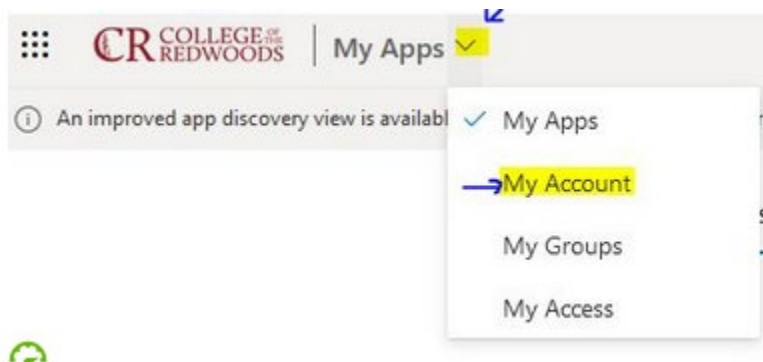 CR COLLEGE OF THE REDWOODS My Apps
An improved app discovery view is availabl
My Apps
My Account
My Groups
My Access